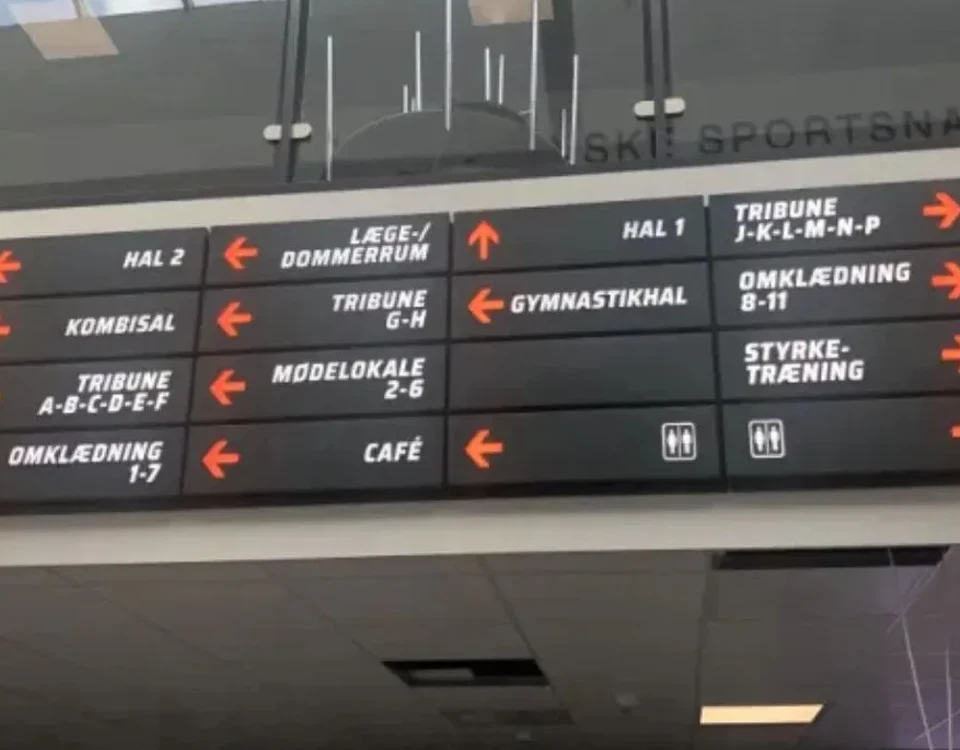 SKE SPORTSNA
HAL 2
KOMBISAL
TRIBUNE
A-B-C-D-E-F
OMKLÆDNING
1-7
LÆGE-/
DOMMERRUM
TRIBUNE
G-H
MØDELOKALE
2-6
CAFÉ
HAL 1
GYMNASTIKHAL
TRIBUNE
J-K-L-M-N-P
OMKLÆDNING
8-11
STYRKE-
TRÆNING